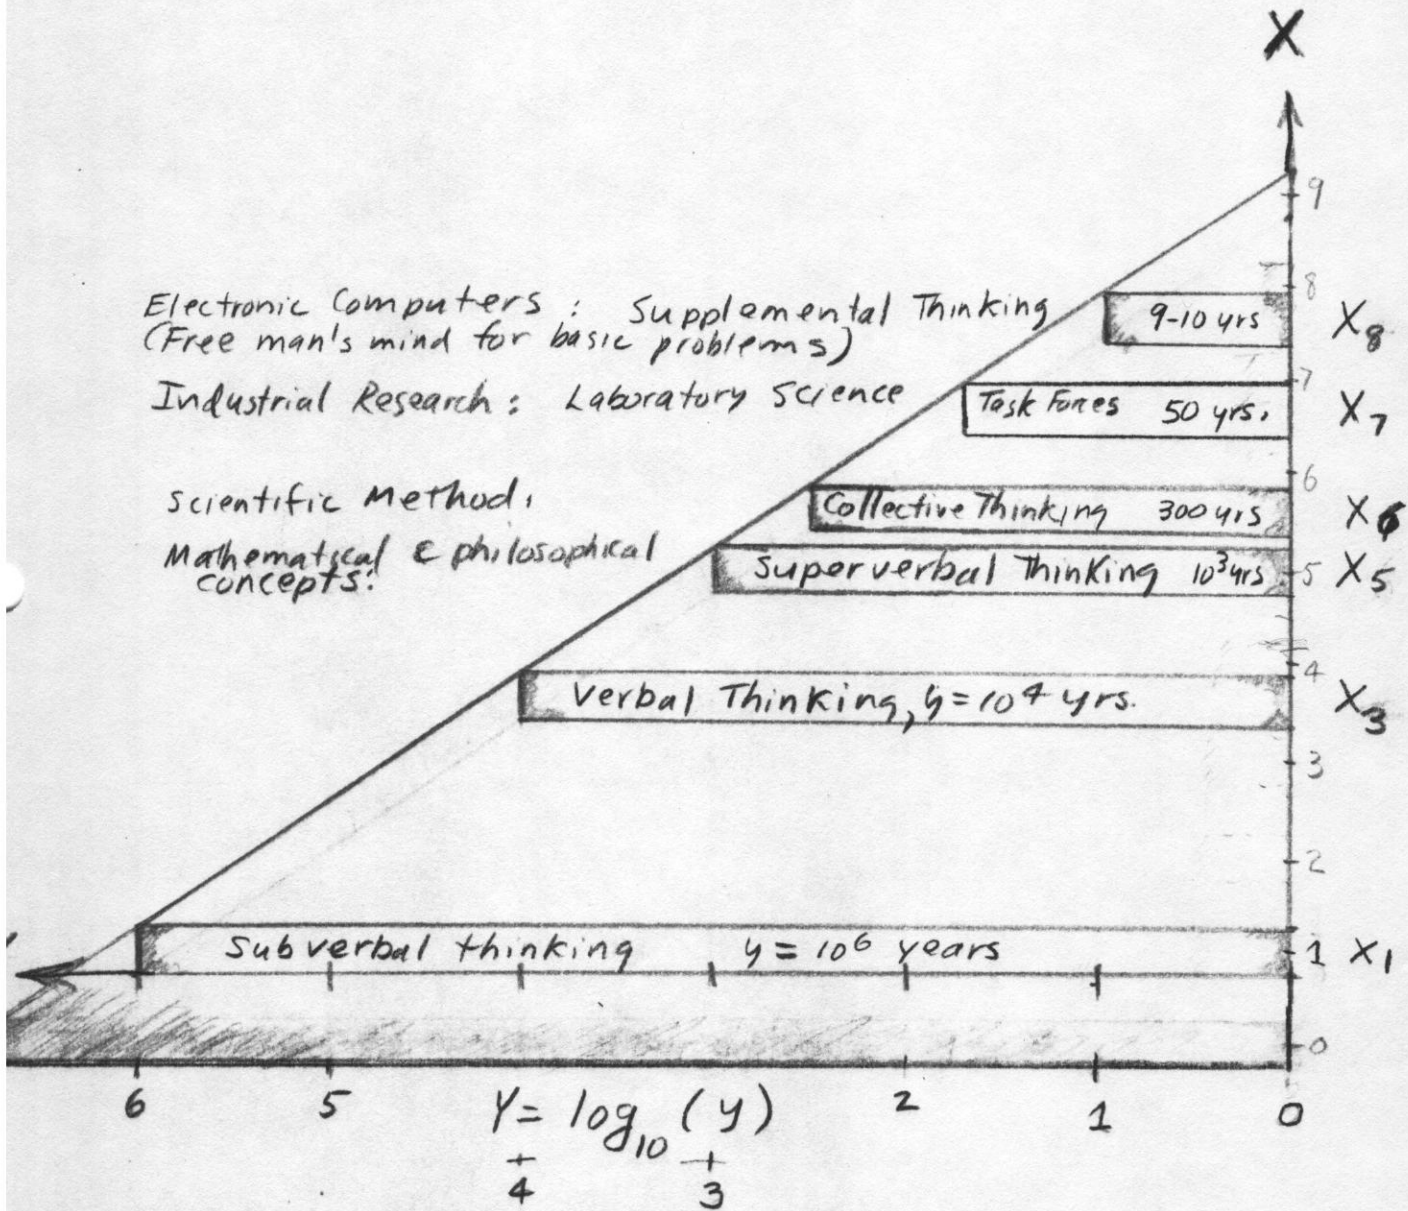 X
9
Electronic Computers : Supplemental Thinking
(Free man's mind for basic problems)
8
9-10 yrs
X8
Industrial Research: Laboratory Science
7
Task Forces 50 yrs.
X7
Scientific Method.
6
Collective Thinking 300 yrs
X6
Mathematical & philosophical
concepts:
Superverbal Thinking 10³ yrs
5
X5
4
Verbal Thinking, y = 10⁴ yrs.
X3
3
2
Subverbal thinking y = 10⁶ years
1
X1
0
6 5 Y = log10 (y) 2 1 0
4 3